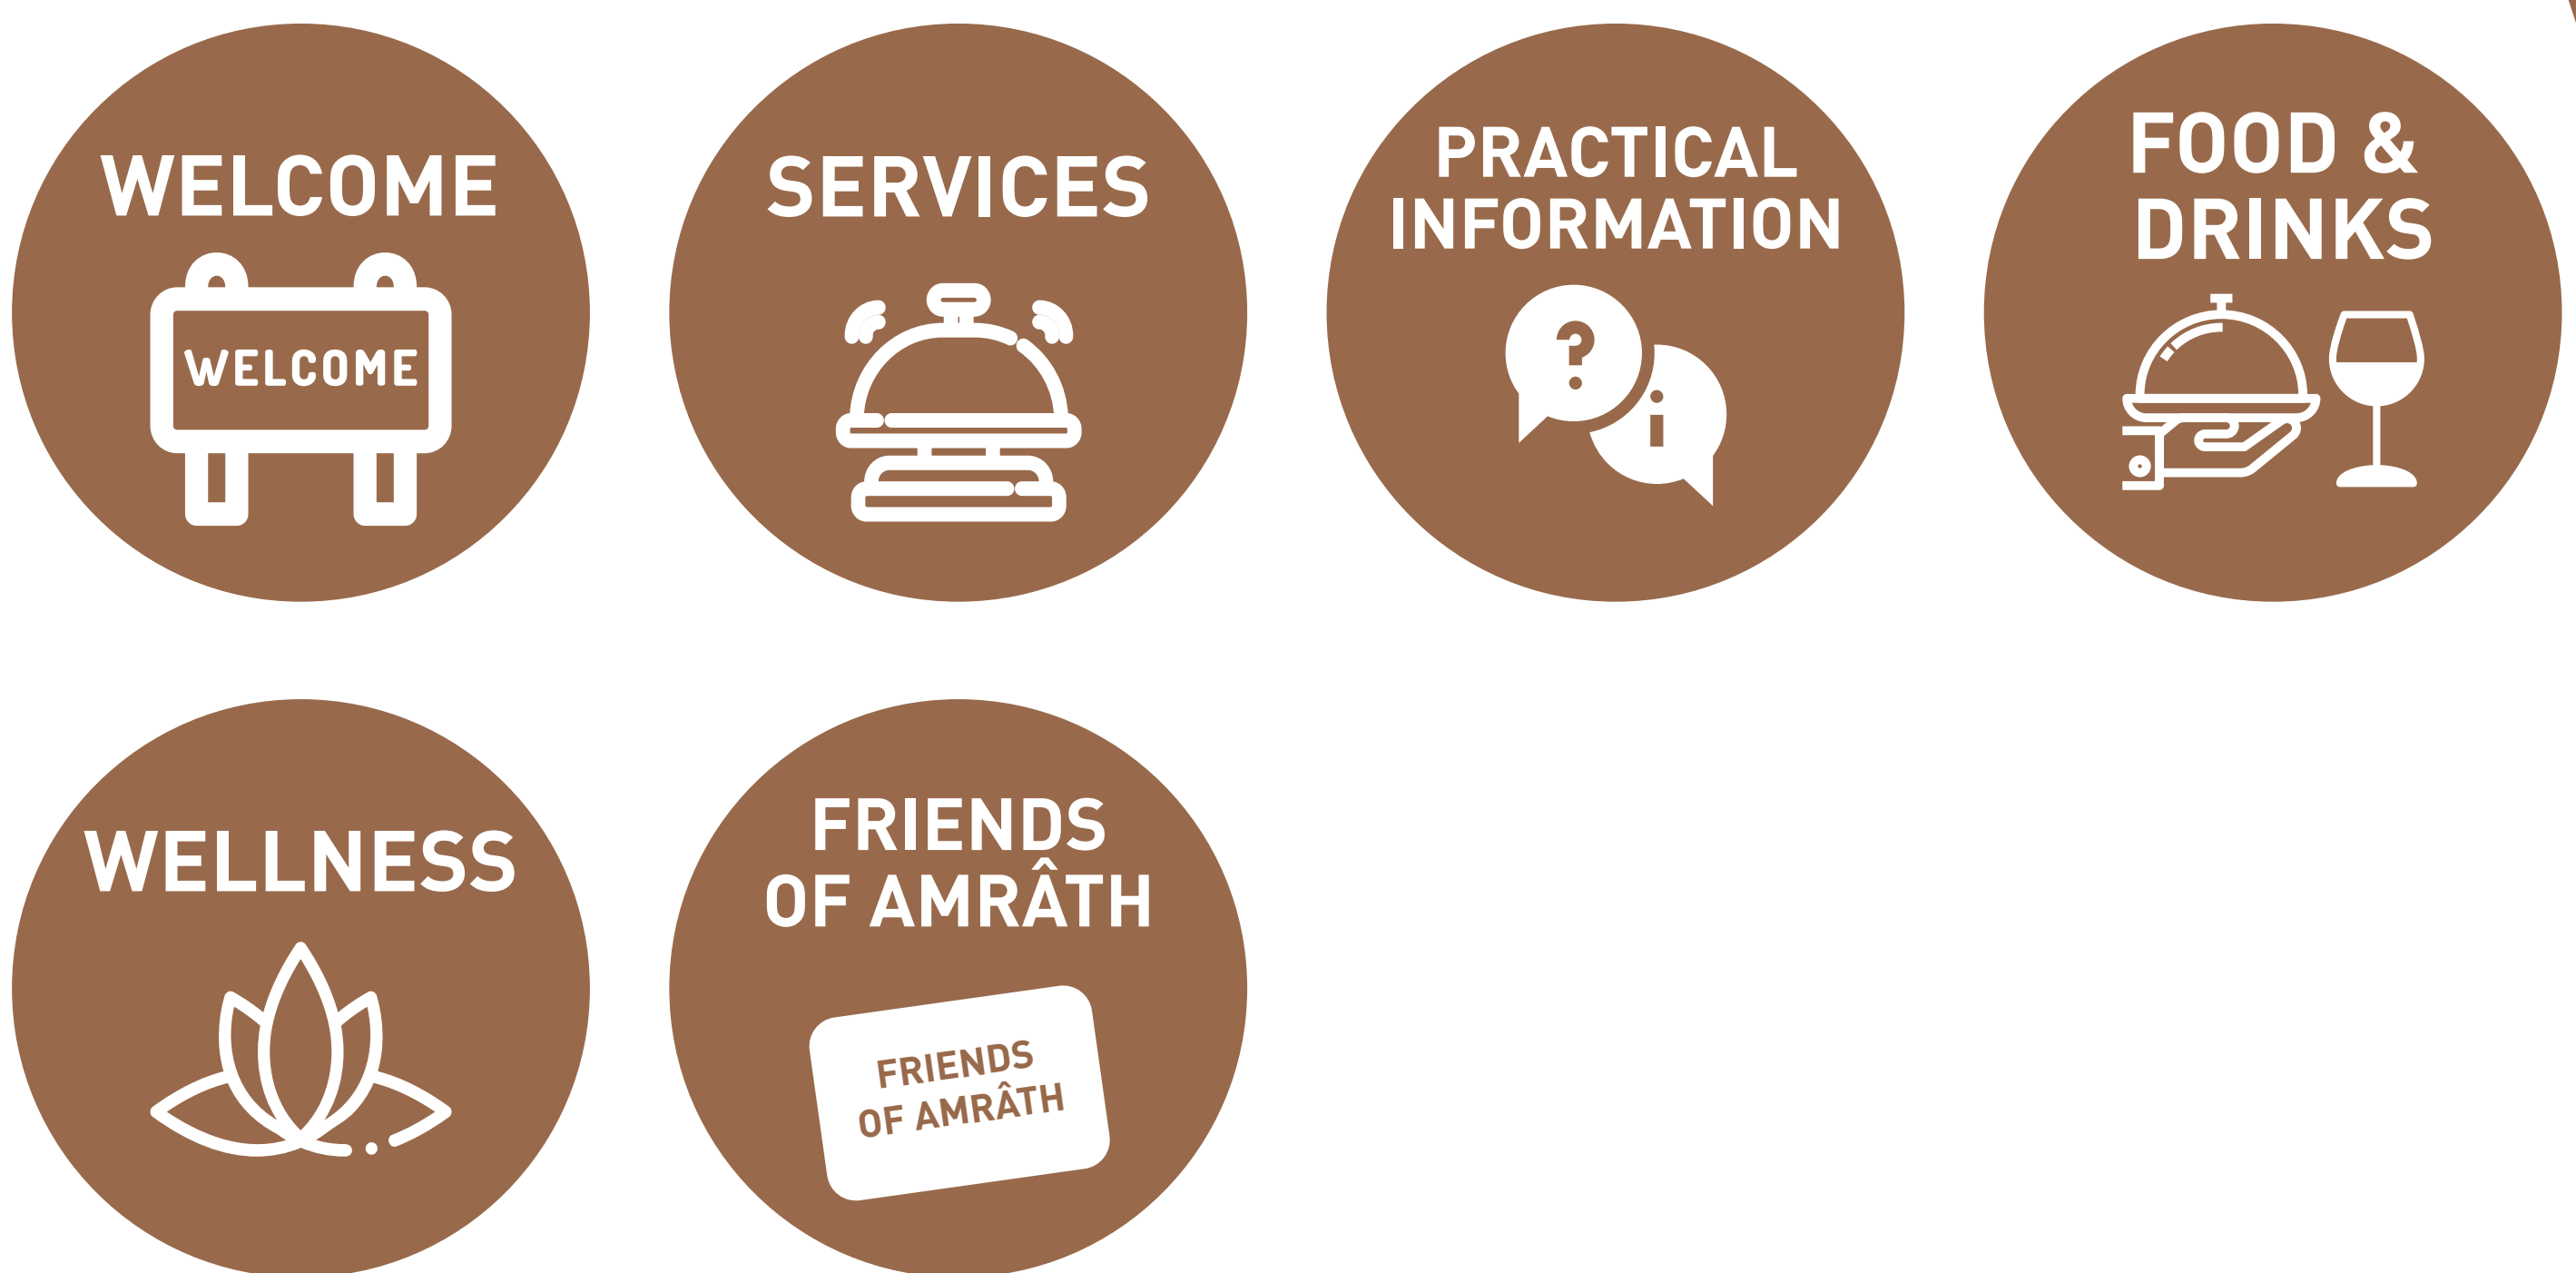 WELCOME
WELCOME
SERVICES
PRACTICAL
INFORMATION
?
i
FOOD &
DRINKS
WELLNESS
FRIENDS
OF AMRÂTH
FRIENDS
OF AMRÂTH